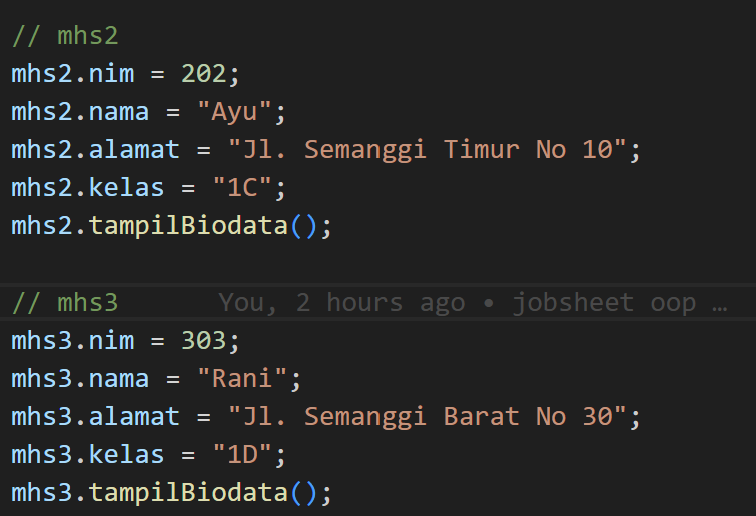 // mhs2
mhs2.nim = 202;
mhs2.nama = "Ayu";
mhs2.alamat = "Jl. Semanggi Timur No 10";
mhs2.kelas = "1C";
mhs2.tampilBiodata();
// mhs3 You, 2 hours ago • jobsheet oop …
mhs3.nim = 303;
mhs3.nama = "Rani";
mhs3.alamat = "Jl. Semanggi Barat No 30";
mhs3.kelas = "1D";
mhs3.tampilBiodata();